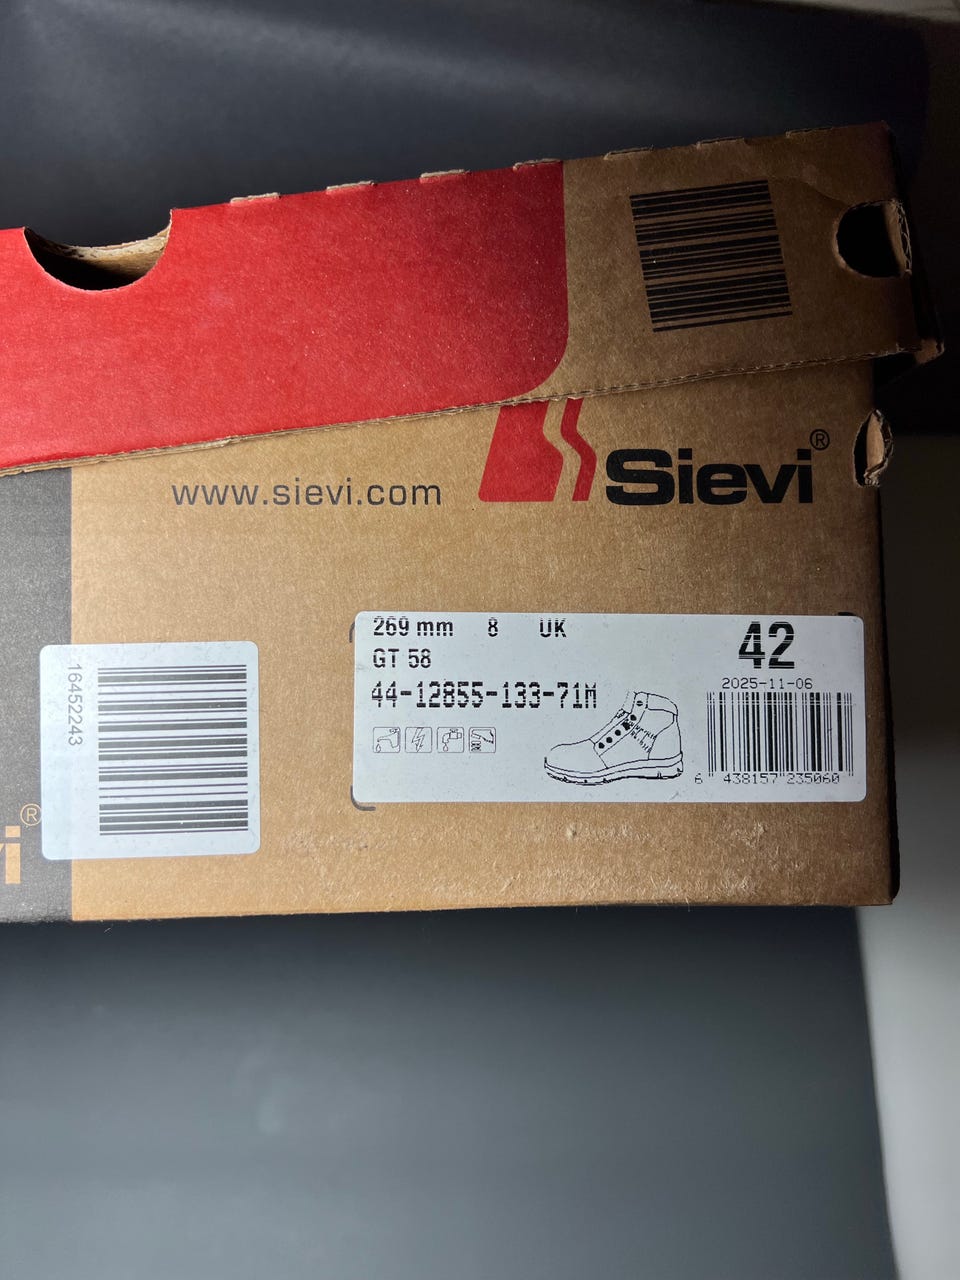 www.sievi.com
Sievi®
269 mm 8 UK
42
GT 58
44-12855-133-71M
2025-11-06
6 438157 235060
16452243
vi®